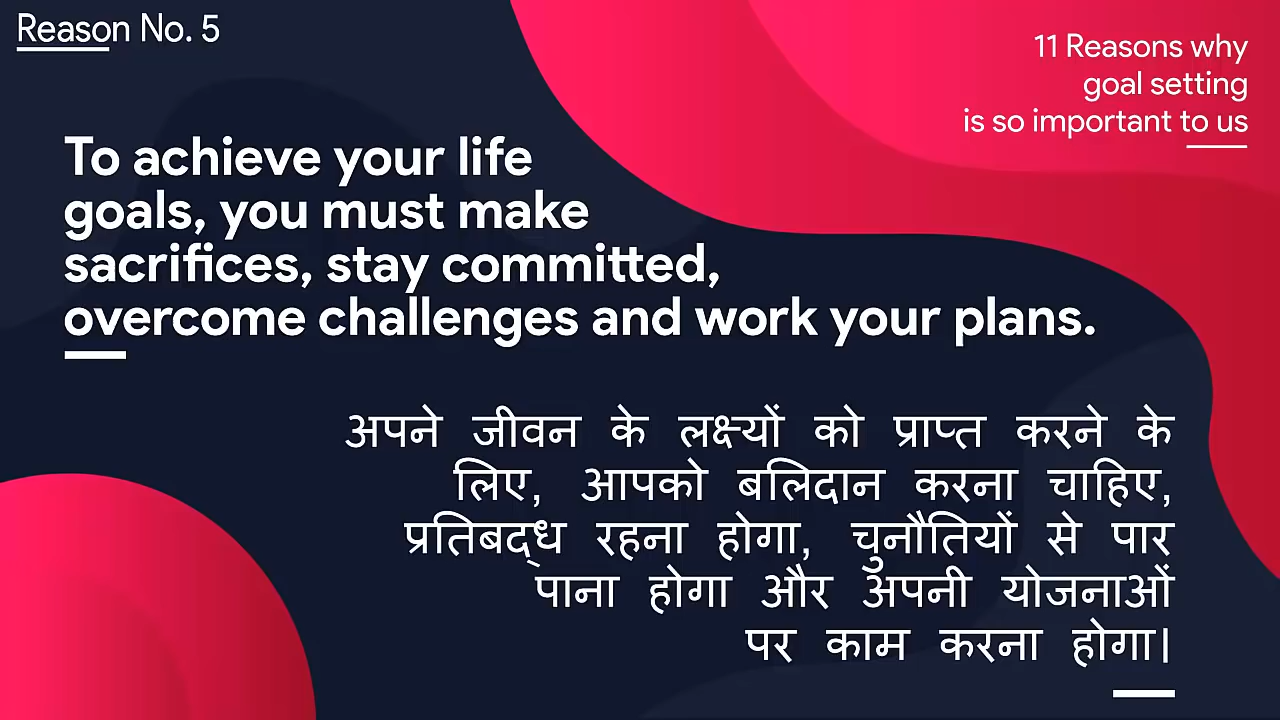 Reason No. 5
11 Reasons why
goal setting
is so important to us
To achieve your life
goals, you must make
sacrifices, stay committed,
overcome challenges and work your plans.
अपने जीवन के लक्ष्यों को प्राप्त करने के
लिए, आपको बलिदान करना चाहिए,
प्रतिबद्ध रहना होगा, चुनौतियों से पार
पाना होगा और अपनी योजनाओं
पर काम करना होगा।